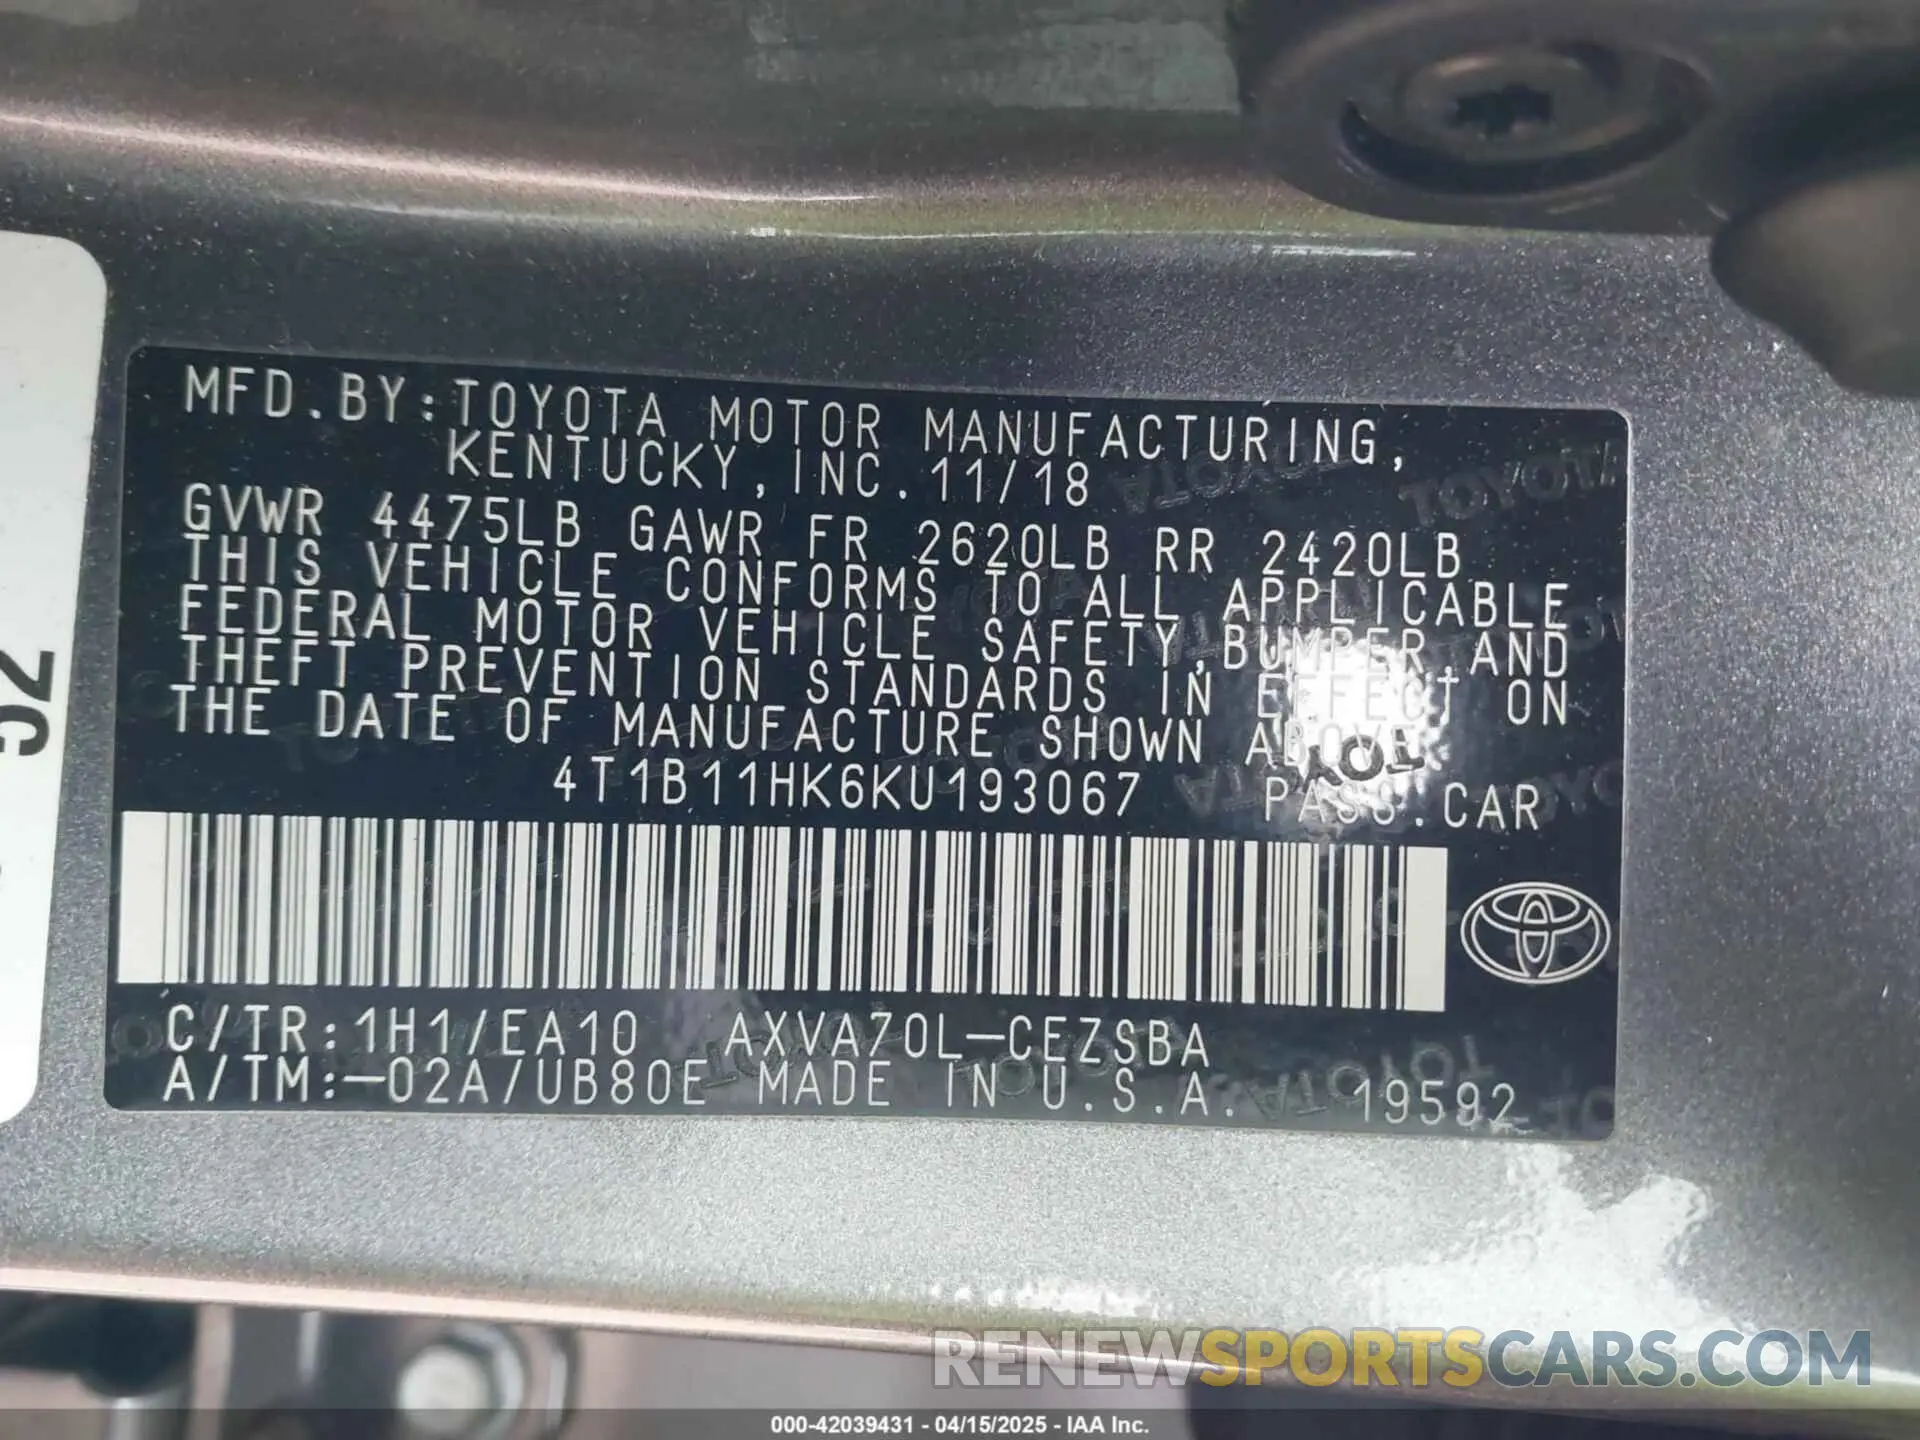 MFD.BY:TOYOTA MOTOR MANUFACTURING,
KENTUCKY,INC.11/18
GVWR 4475LB GAWR FR 2620LB RR 2420LB
THIS VEHICLE CONFORMS TO ALL APPLICABLE
FEDERAL MOTOR VEHICLE SAFETY,BUMPER,AND
THEFT PREVENTION STANDARDS IN EFFECT ON
THE DATE OF MANUFACTURE SHOWN ABOVE
4T1B11HK6KU193067 PASS.CAR
C/TR:1H1/EA10 AXVA70L-CEZSBA
A/TM:-02A/UB80E MADE IN U.S.A. 19592
RENEWSPORTSCARS.COM
000-42039431 - 04/15/2025 - IAA Inc.